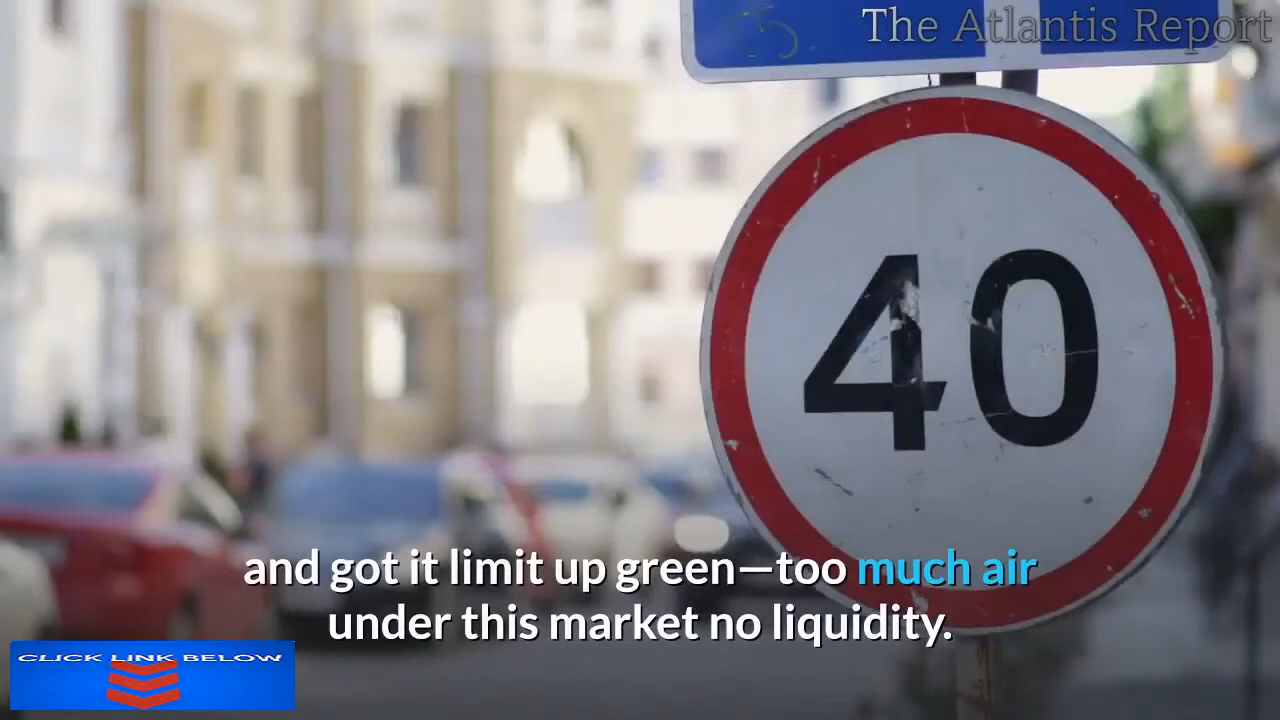 The Atlantis Report
40
and got it limit up green—too much air
under this market no liquidity.
CLICK LINK BELOW